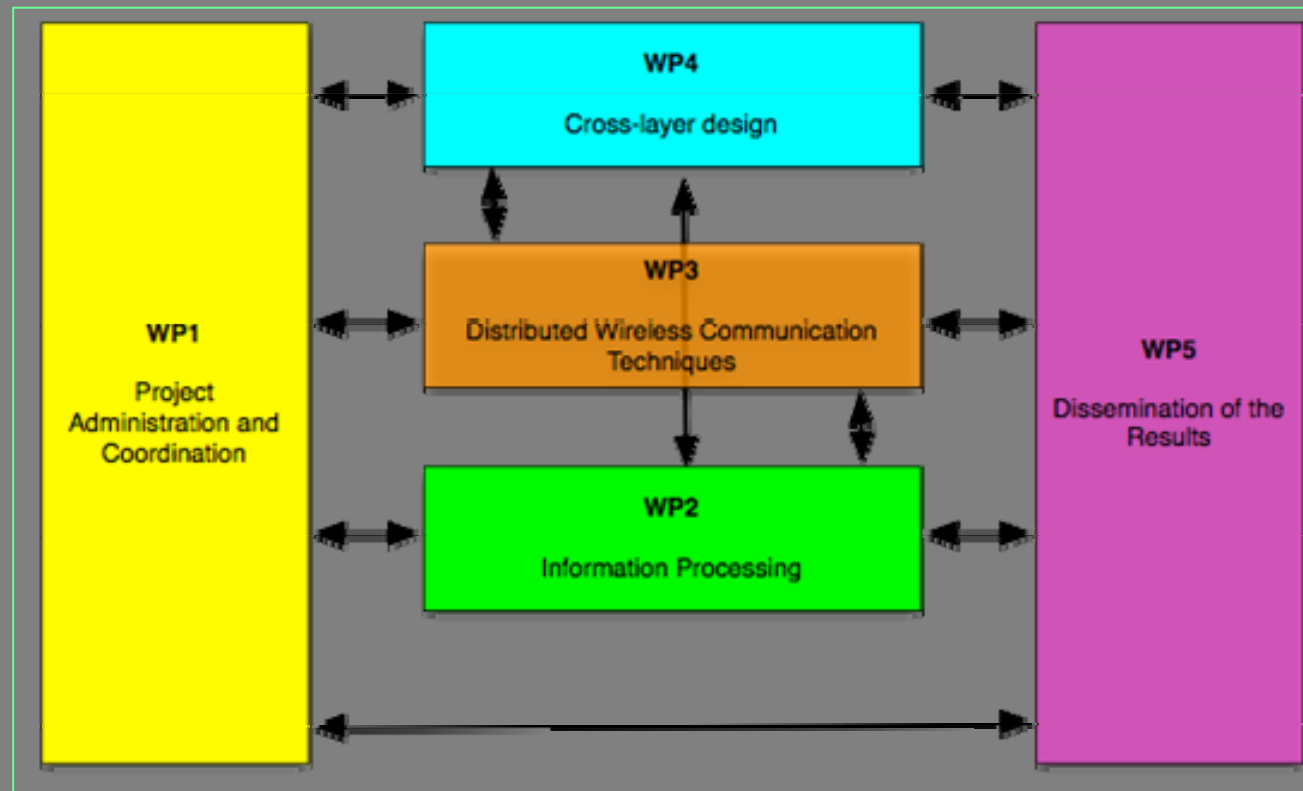 WP1
Project
Administration and
Coordination
WP4
Cross-layer design
WP3
Distributed Wireless Communication
Techniques
WP2
Information Processing
WP5
Dissemination of the
Results